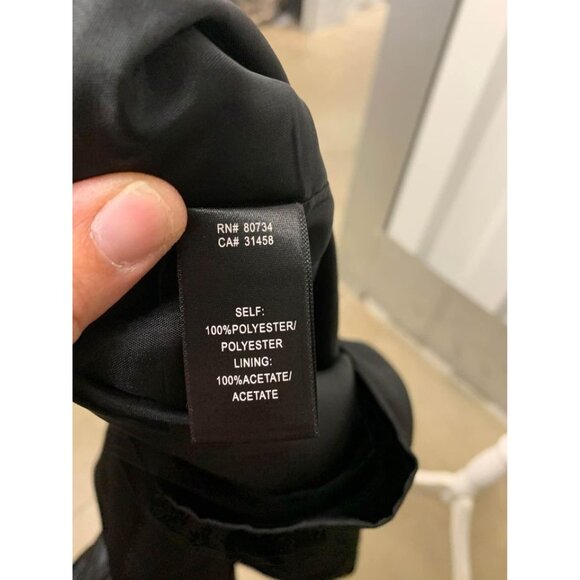 RN# 80734
CA# 31458
SELF:
100%POLYESTER/
POLYESTER
LINING:
100%ACETATE/
ACETATE